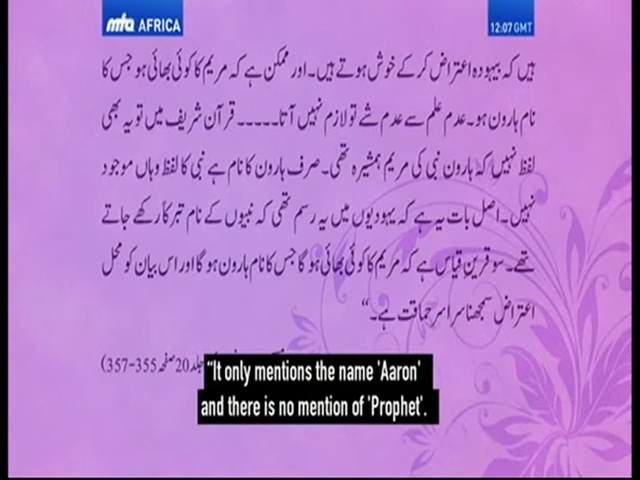 mta AFRICA
12:07 GMT
ہیں کہ بیہودہ اعتراض کر کے خوش ہوتے ہیں۔ اور ممکن ہے کہ مریم کا کوئی بھائی ہو جس کا
نام ہارون ہو۔ عدم علم سے عدم شے تو لازم نہیں آتا۔۔۔۔۔ قرآن شریف میں تو یہ بھی
لفظ نہیں کہ ہارون نبی کی مریم ہمشیرہ تھی۔ صرف ہارون کا نام ہے نبی کا لفظ وہاں موجود
نہیں۔ اصل بات یہ ہے کہ یہودیوں میں یہ رسم تھی کہ نبیوں کے نام تبرکاً رکھے جاتے
تھے۔ سو قرین قیاس ہے کہ مریم کا کوئی بھائی ہوگا جس کا نام ہارون ہوگا اور اس بیان کو محل
اعتراض سمجھنا سراسر حماقت ہے۔“
جلد 20 صفحہ 355-357)
“It only mentions the name 'Aaron'
and there is no mention of 'Prophet'.